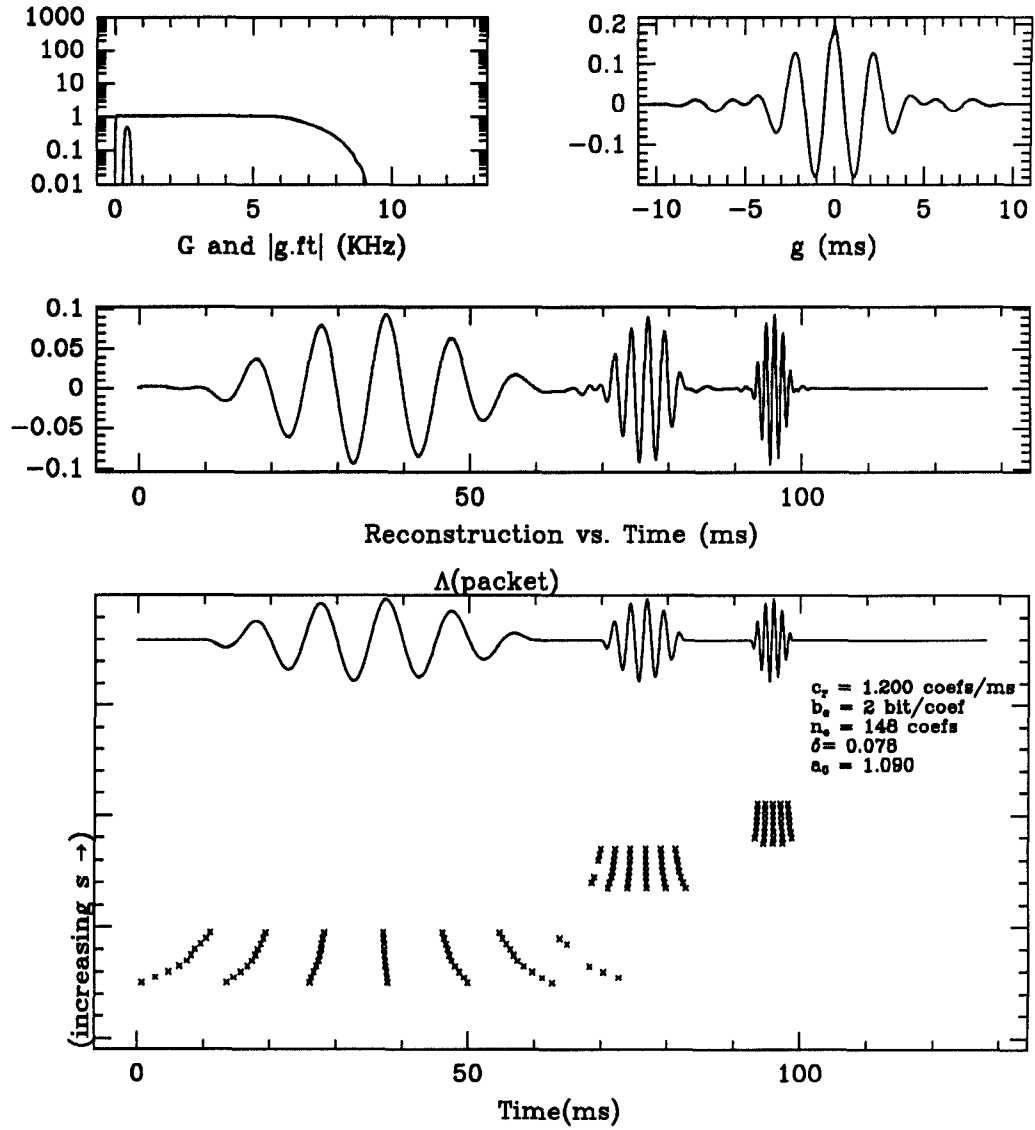 1000
100
10
1
0.1
0.01
0 5 10
G and |g.ft| (KHz)
0.2
0.1
0
−0.1
−10 −5 0 5 10
g (ms)
0.1
0.05
0
−0.05
−0.1
0 50 100
Reconstruction vs. Time (ms)
Λ(packet)
c_r = 1.200 coefs/ms
b_e = 2 bit/coef
n_e = 148 coefs
δ= 0.078
a_0 = 1.090
(increasing s →)
0 50 100
Time(ms)